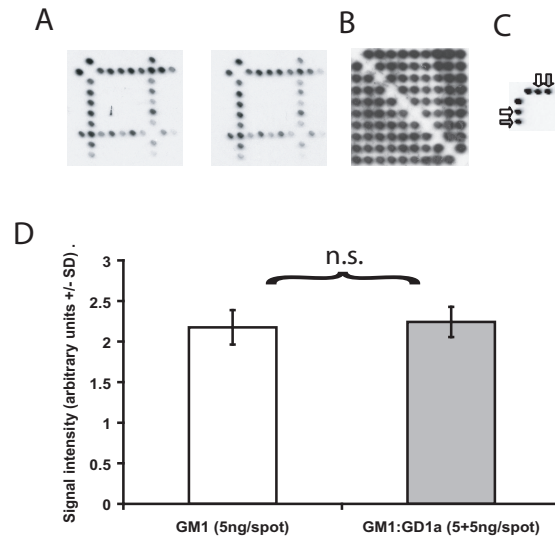 A
B
C
D
n.s.
Signal intensity (arbitrary units +/- SD) .
3
2.5
2
1.5
1
0.5
0
GM1 (5ng/spot)
GM1:GD1a (5+5ng/spot)